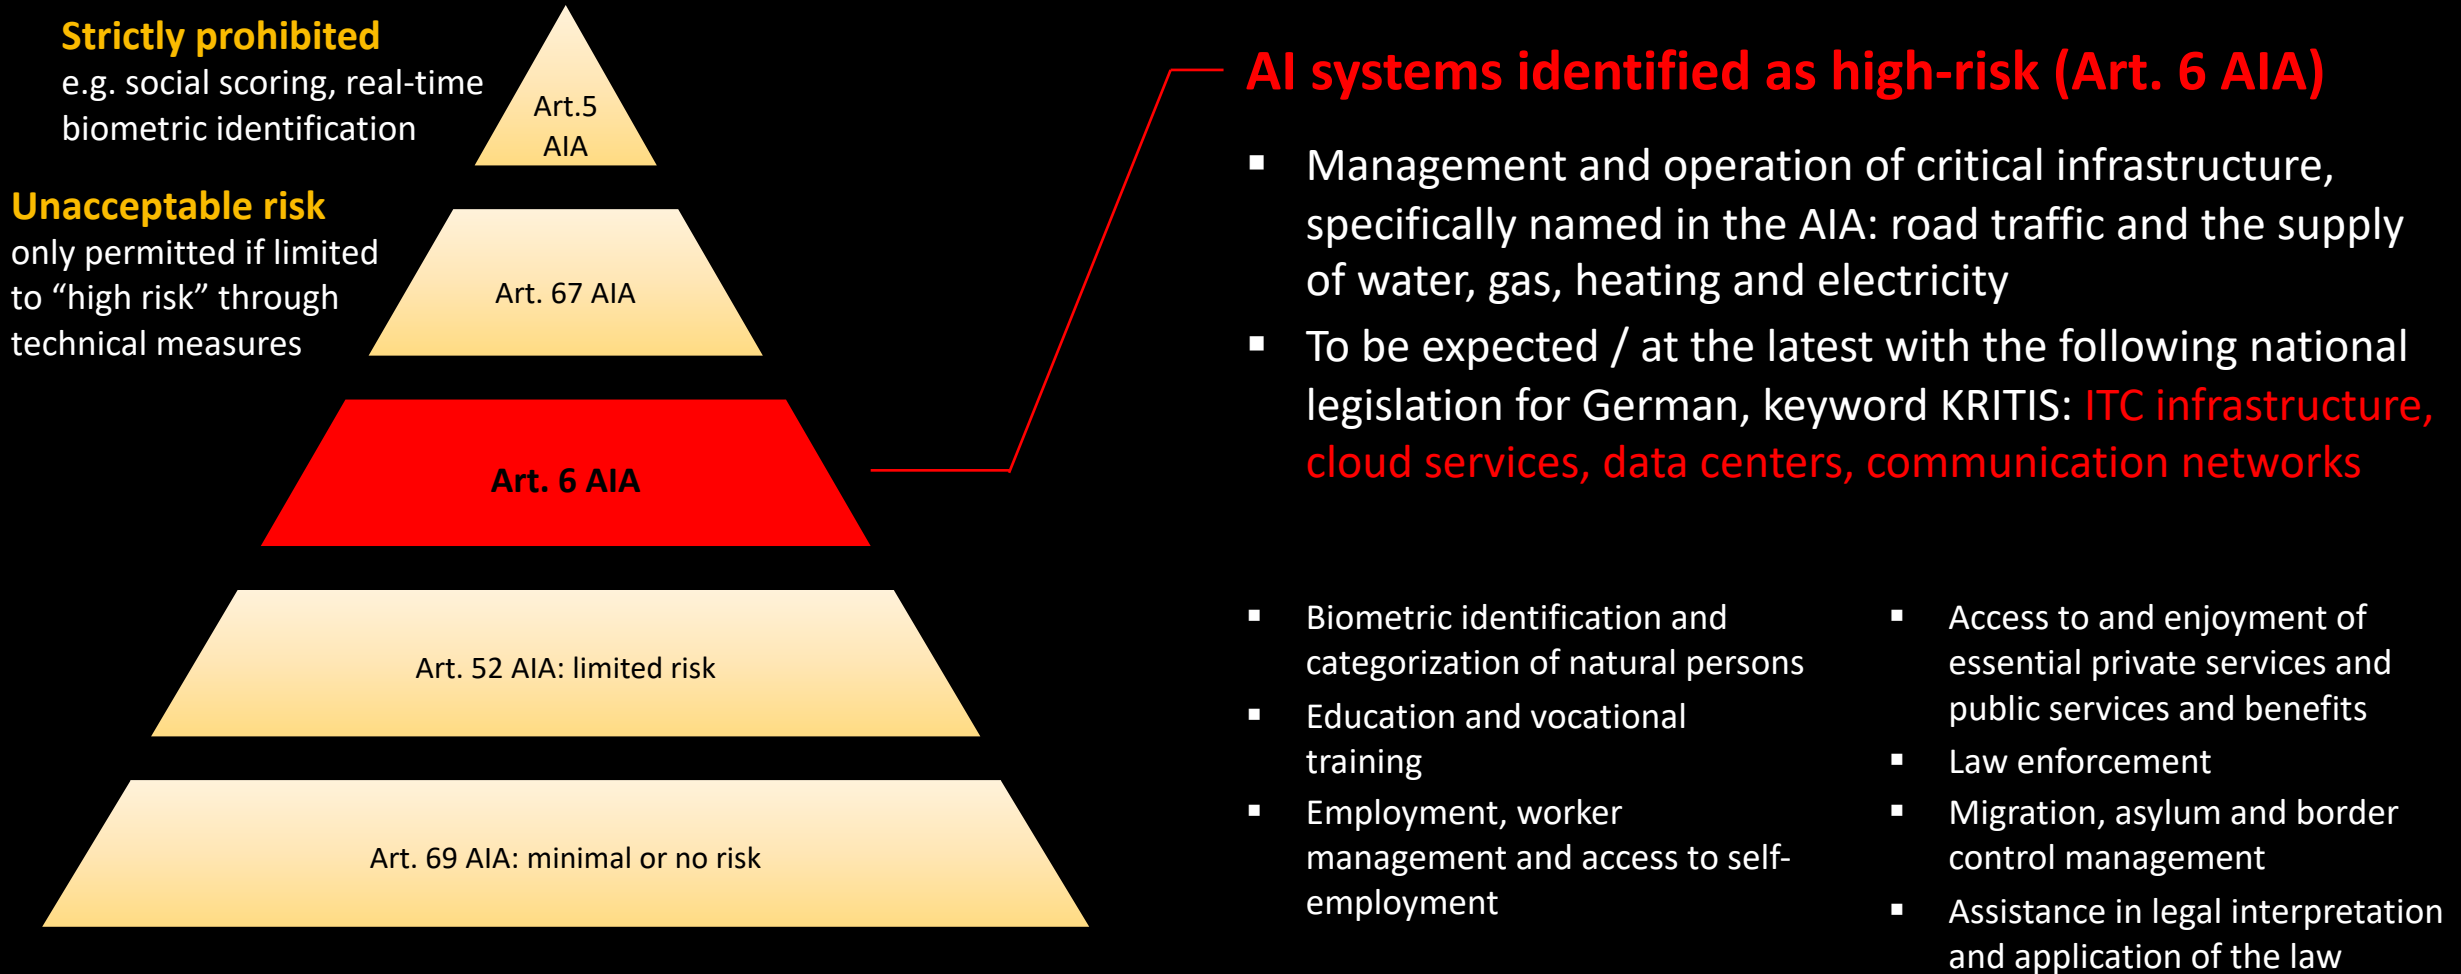 Strictly prohibited
e.g. social scoring, real-time
biometric identification
Art.5
AIA
Unacceptable risk
only permitted if limited
to “high risk” through
technical measures
Art. 67 AIA
Art. 6 AIA
Art. 52 AIA: limited risk
Art. 69 AIA: minimal or no risk
AI systems identified as high-risk (Art. 6 AIA)
▪ Management and operation of critical infrastructure,
specifically named in the AIA: road traffic and the supply
of water, gas, heating and electricity
▪ To be expected / at the latest with the following national
legislation for German, keyword KRITIS: ITC infrastructure,
cloud services, data centers, communication networks
▪ Biometric identification and
categorization of natural persons
▪ Education and vocational
training
▪ Employment, worker
management and access to self-
employment
▪ Access to and enjoyment of
essential private services and
public services and benefits
▪ Law enforcement
▪ Migration, asylum and border
control management
▪ Assistance in legal interpretation
and application of the law